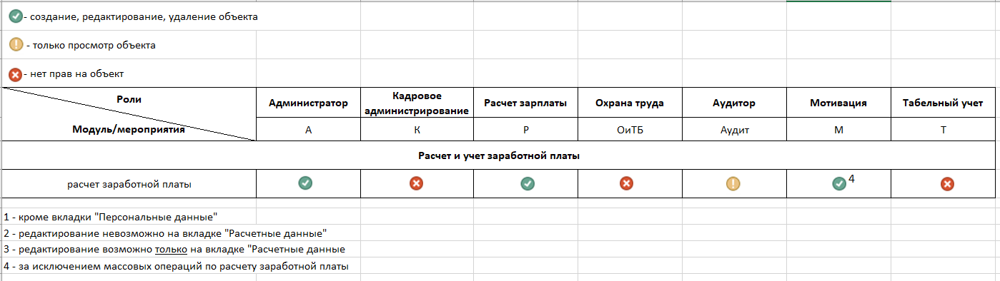 - создание, редактирование, удаление объекта
- только просмотр объекта
- нет прав на объект
Роли
Модуль/мероприятия
Администратор
Кадровое
администрирование
Расчет зарплаты
Охрана труда
Аудитор
Мотивация
Табельный учет
А
К
Р
ОиТБ
Аудит
М
Т
Расчет и учет заработной платы
расчет заработной платы
4
1 - кроме вкладки "Персональные данные"
2 - редактирование невозможно на вкладке "Расчетные данные"
3 - редактирование возможно только на вкладке "Расчетные данные
4 - за исключением массовых операций по расчету заработной платы